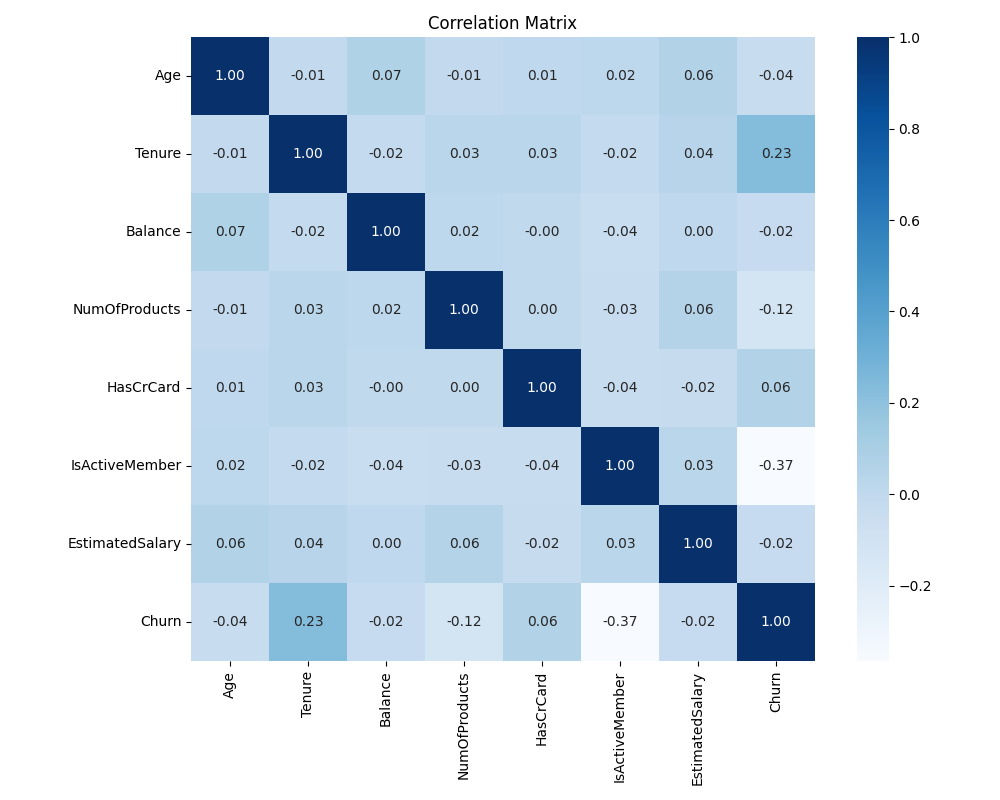 Correlation Matrix
Age 1.00 -0.01 0.07 -0.01 0.01 0.02 0.06 -0.04
Tenure -0.01 1.00 -0.02 0.03 0.03 -0.02 0.04 0.23
Balance 0.07 -0.02 1.00 0.02 -0.00 -0.04 0.00 -0.02
NumOfProducts -0.01 0.03 0.02 1.00 0.00 -0.03 0.06 -0.12
HasCrCard 0.01 0.03 -0.00 0.00 1.00 -0.04 -0.02 0.06
IsActiveMember 0.02 -0.02 -0.04 -0.03 -0.04 1.00 0.03 -0.37
EstimatedSalary 0.06 0.04 0.00 0.06 -0.02 0.03 1.00 -0.02
Churn -0.04 0.23 -0.02 -0.12 0.06 -0.37 -0.02 1.00
Age Tenure Balance NumOfProducts HasCrCard IsActiveMember EstimatedSalary Churn
1.0
0.8
0.6
0.4
0.2
0.0
−0.2